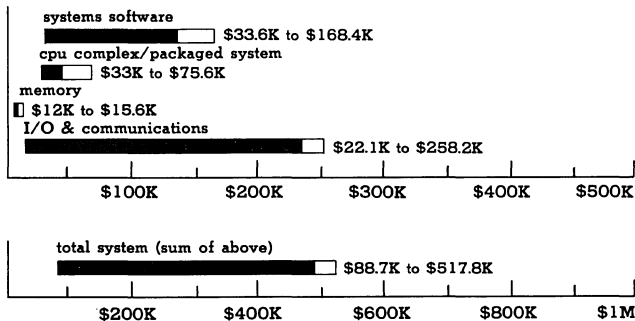 systems software
$33.6K to $168.4K
cpu complex/packaged system
$33K to $75.6K
memory
$12K to $15.6K
I/O & communications
$22.1K to $258.2K
$100K $200K $300K $400K $500K
total system (sum of above)
$88.7K to $517.8K
$200K $400K $600K $800K $1M